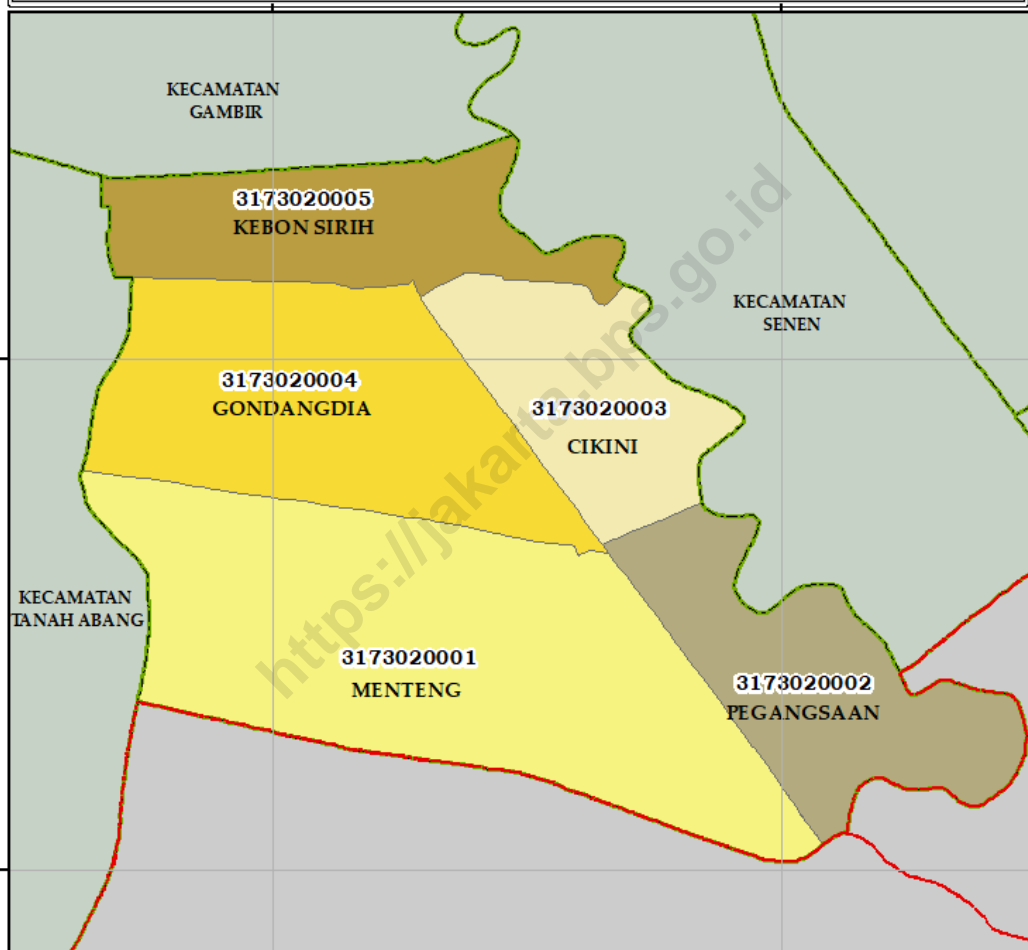 KECAMATAN
GAMBIR
3173020005
KEBON SIRIH
KECAMATAN
SENEN
3173020004
GONDANGDIA
3173020003
CIKINI
KECAMATAN
TANAH ABANG
3173020001
MENTENG
3173020002
PEGANGSAAN
https://jakarta.bps.go.id